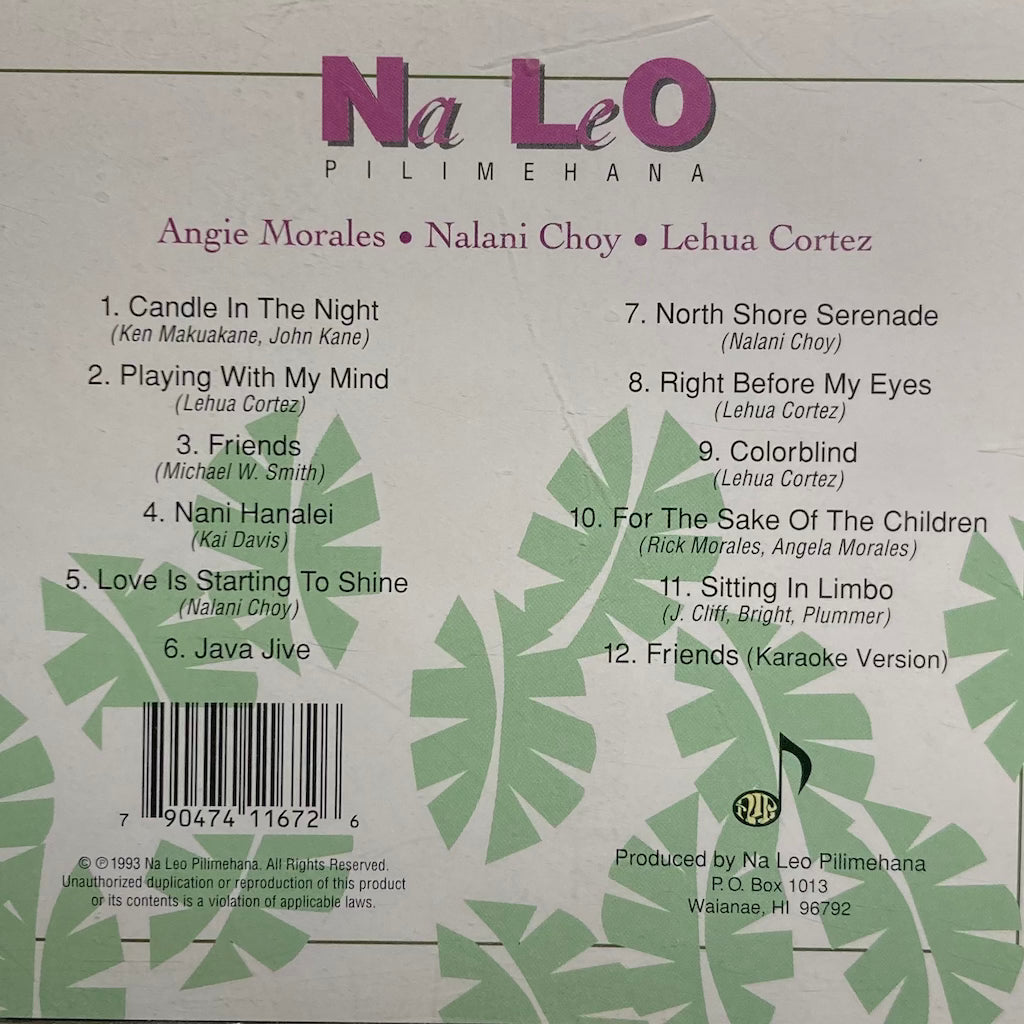 Na LeO
PILIMEHANA
Angie Morales • Nalani Choy • Lehua Cortez
1. Candle In The Night
(Ken Makuakane, John Kane)
2. Playing With My Mind
(Lehua Cortez)
3. Friends
(Michael W. Smith)
4. Nani Hanalei
(Kai Davis)
5. Love Is Starting To Shine
(Nalani Choy)
6. Java Jive
7. North Shore Serenade
(Nalani Choy)
8. Right Before My Eyes
(Lehua Cortez)
9. Colorblind
(Lehua Cortez)
10. For The Sake Of The Children
(Rick Morales, Angela Morales)
11. Sitting In Limbo
(J. Cliff, Bright, Plummer)
12. Friends (Karaoke Version)
7 90474 11672 6
© ℗ 1993 Na Leo Pilimehana. All Rights Reserved.
Unauthorized duplication or reproduction of this product
or its contents is a violation of applicable laws.
Produced by Na Leo Pilimehana
P.O. Box 1013
Waianae, HI 96792